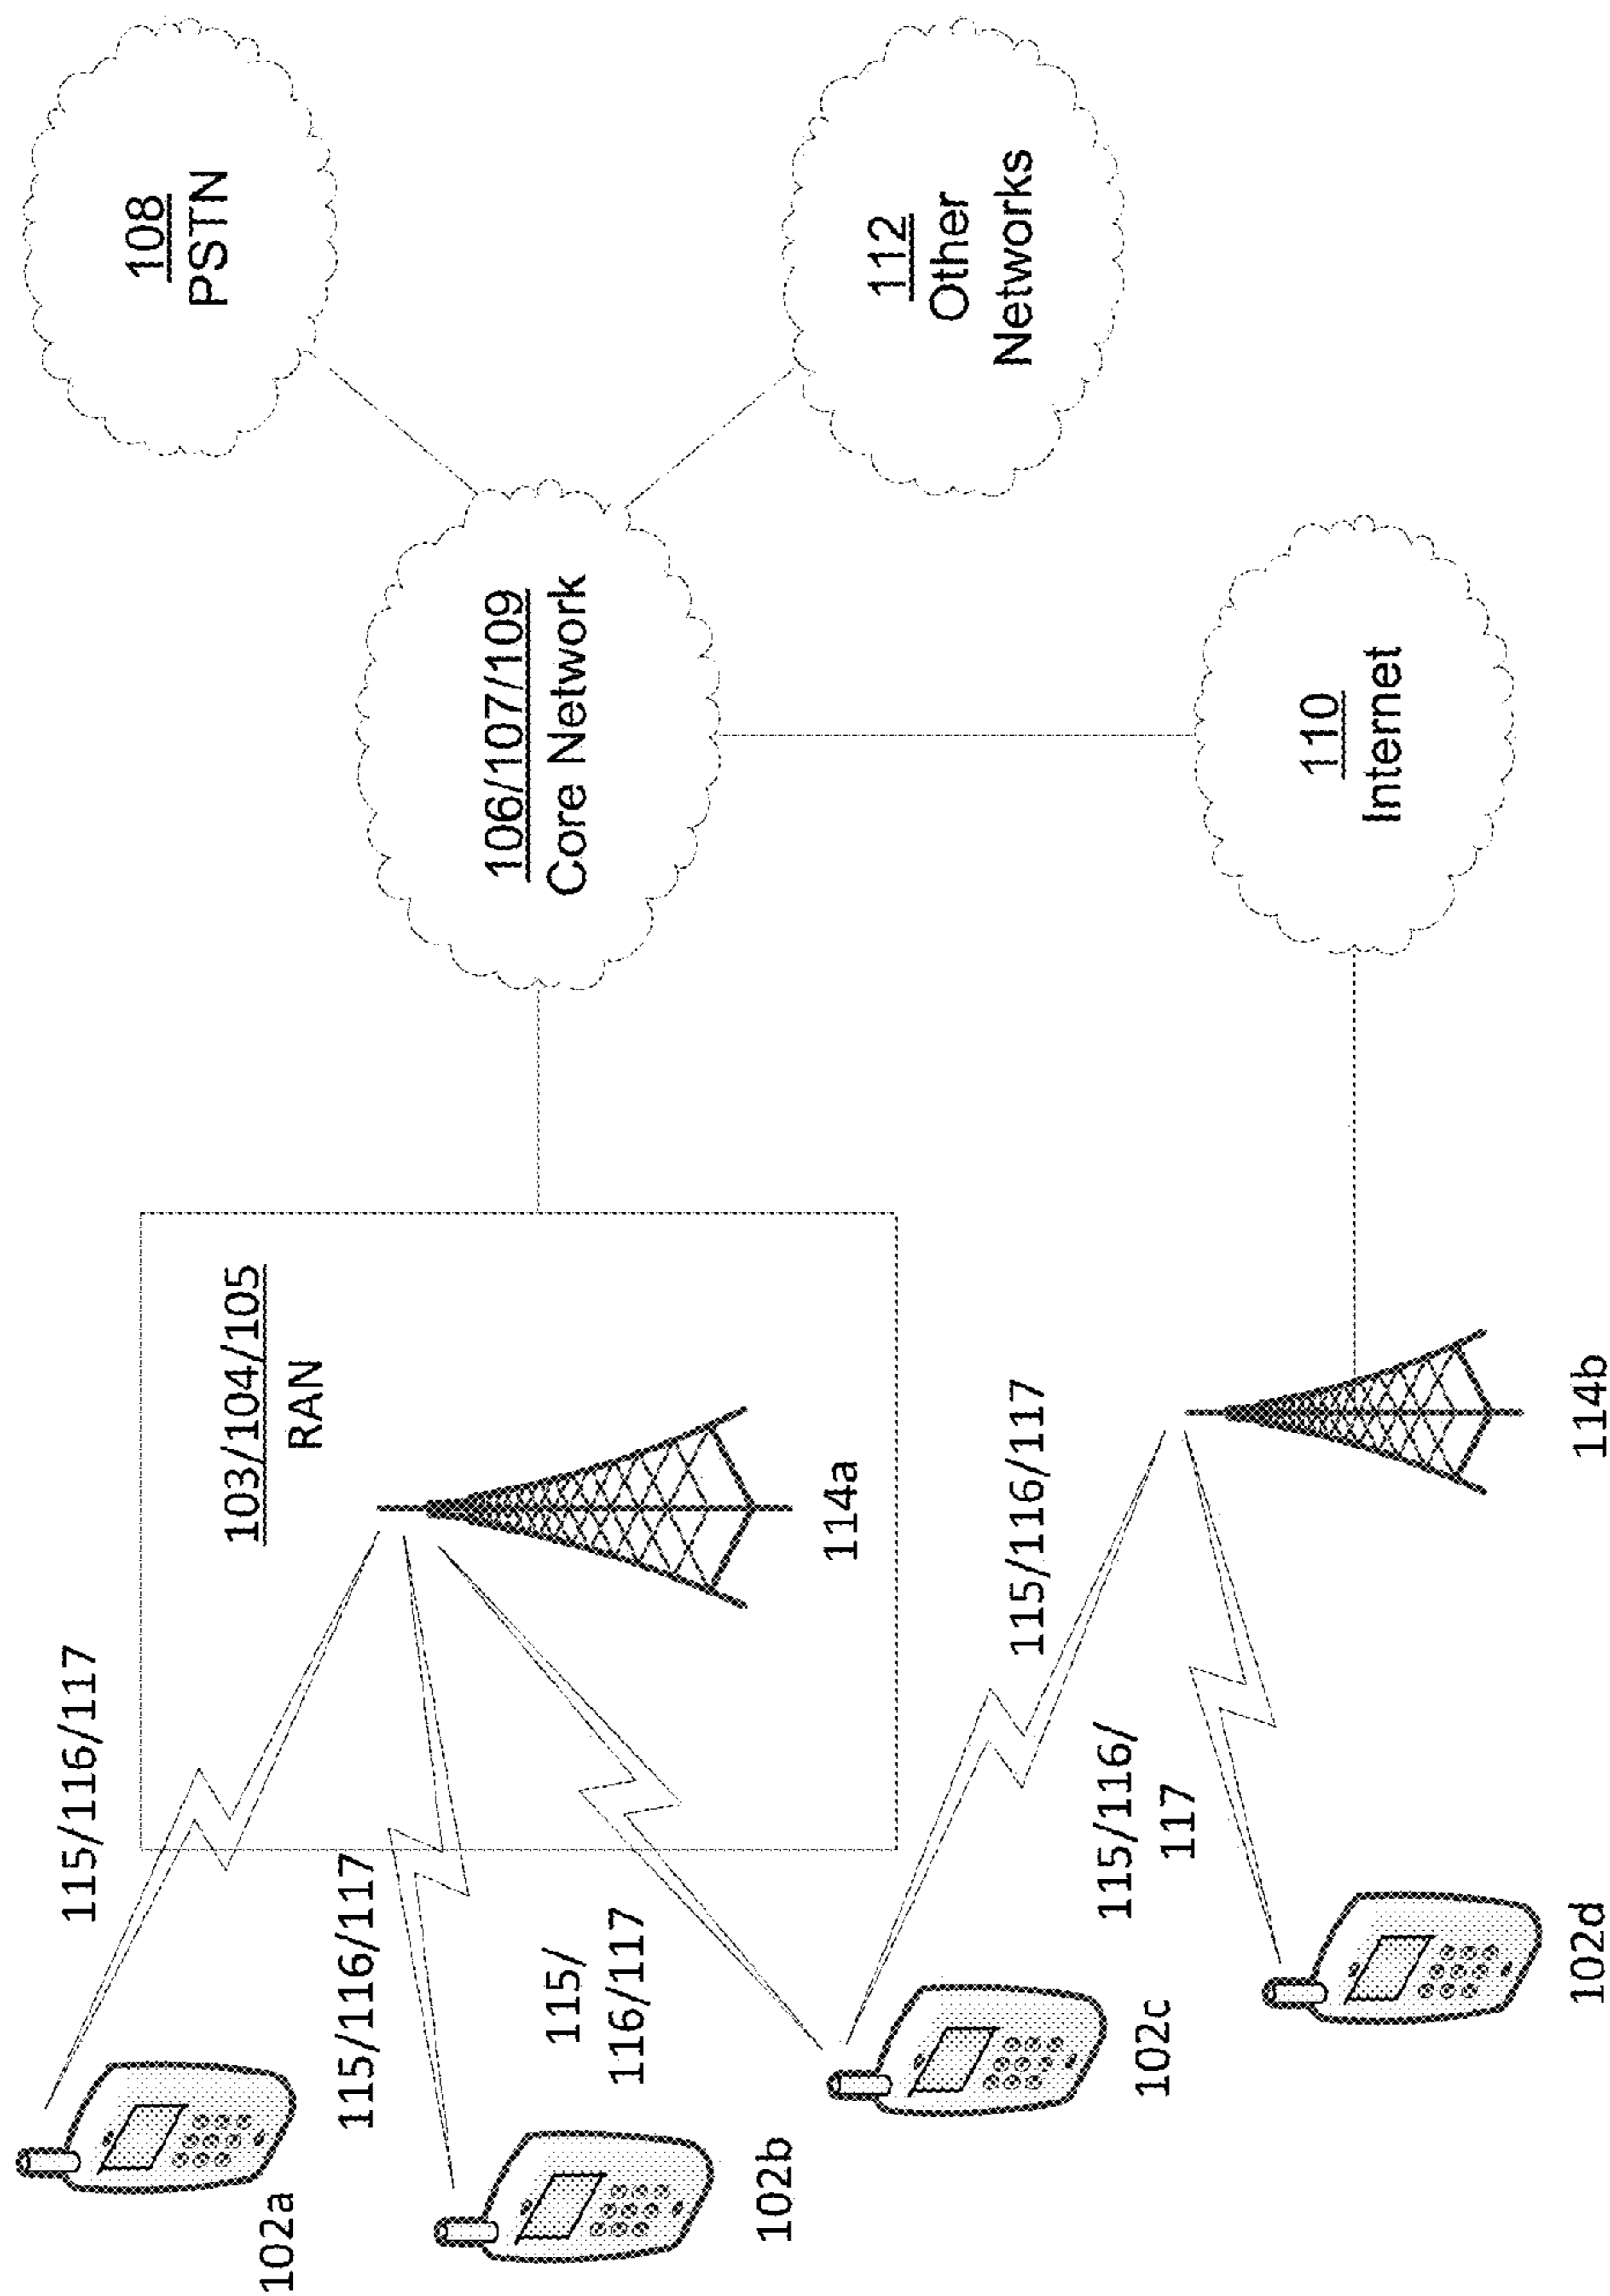 115/116/117
103/104/105
RAN
108
PSTN
102a
115/116/117
106/107/109
Core Network
102b
115/
116/117
114a
112
Other
Networks
115/116/117
102c
115/116/
117
110
Internet
102d
114b